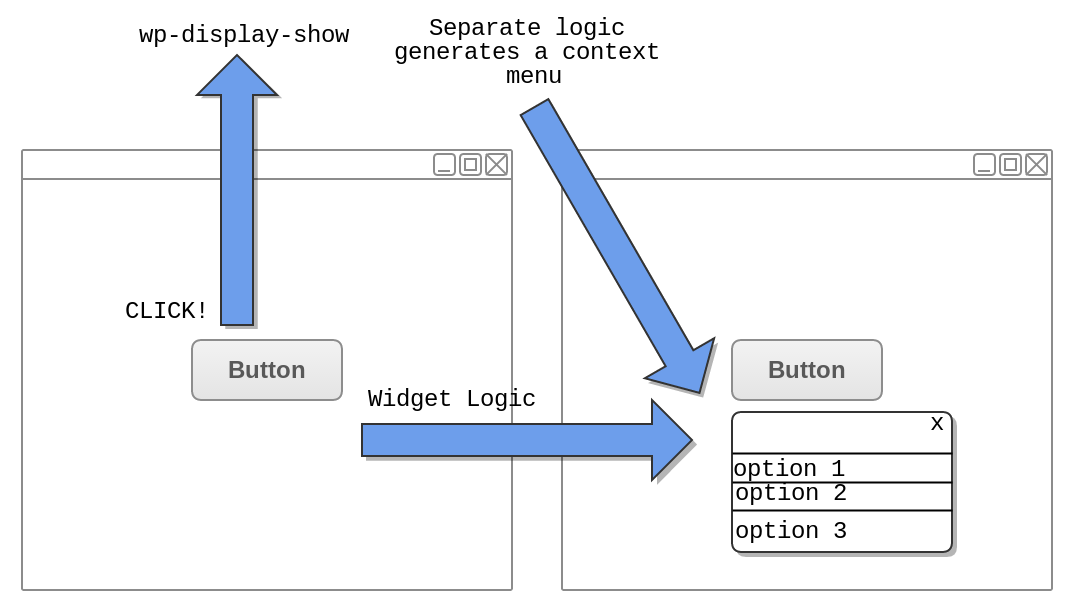 wp-display-show
Separate logic
generates a context
menu
CLICK!
Button
Widget Logic
Button
x
option 1
option 2
option 3